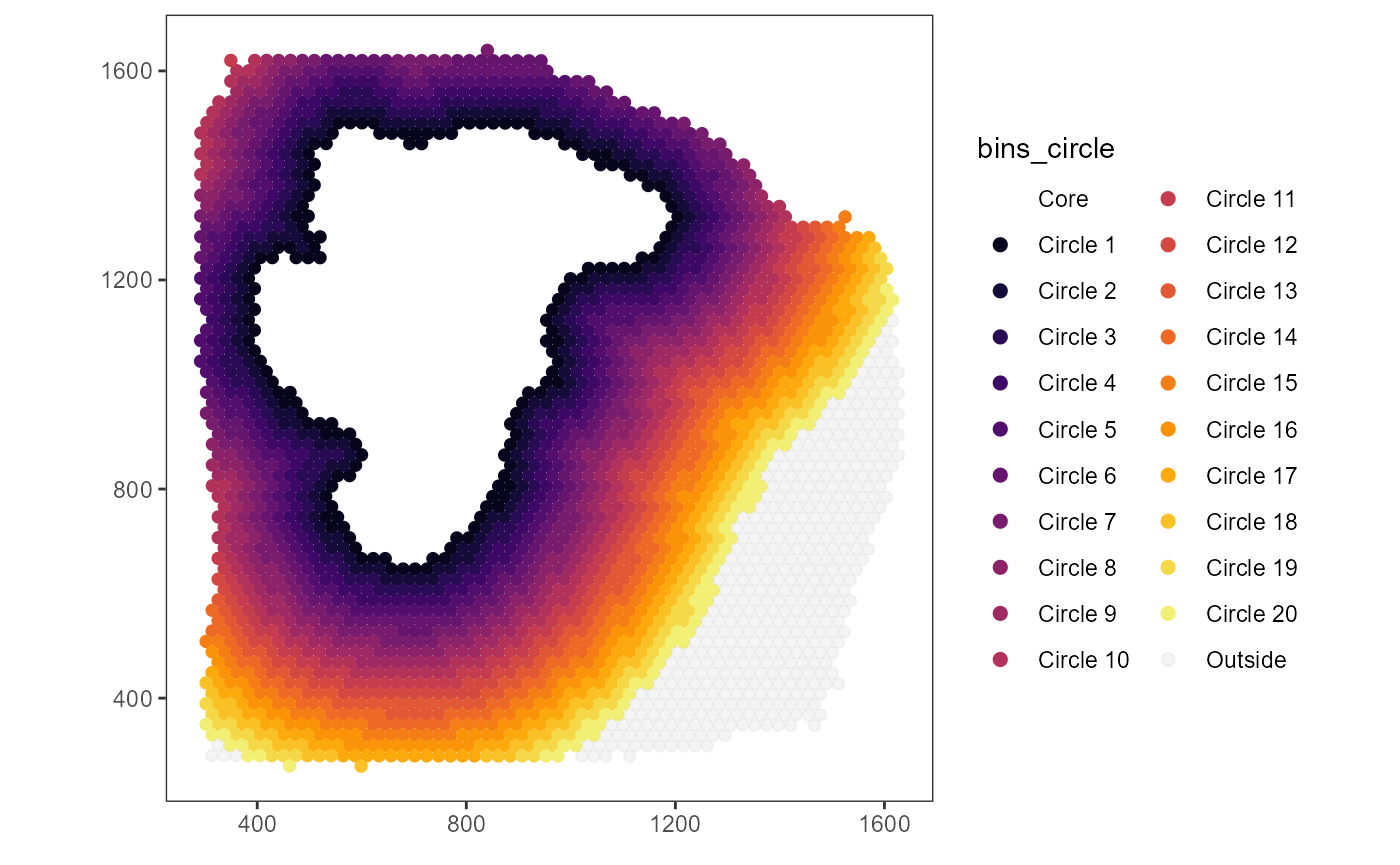 1600
1200
800
400
400
800
1200
1600
bins_circle
Core
Circle 1
Circle 2
Circle 3
Circle 4
Circle 5
Circle 6
Circle 7
Circle 8
Circle 9
Circle 10
Circle 11
Circle 12
Circle 13
Circle 14
Circle 15
Circle 16
Circle 17
Circle 18
Circle 19
Circle 20
Outside